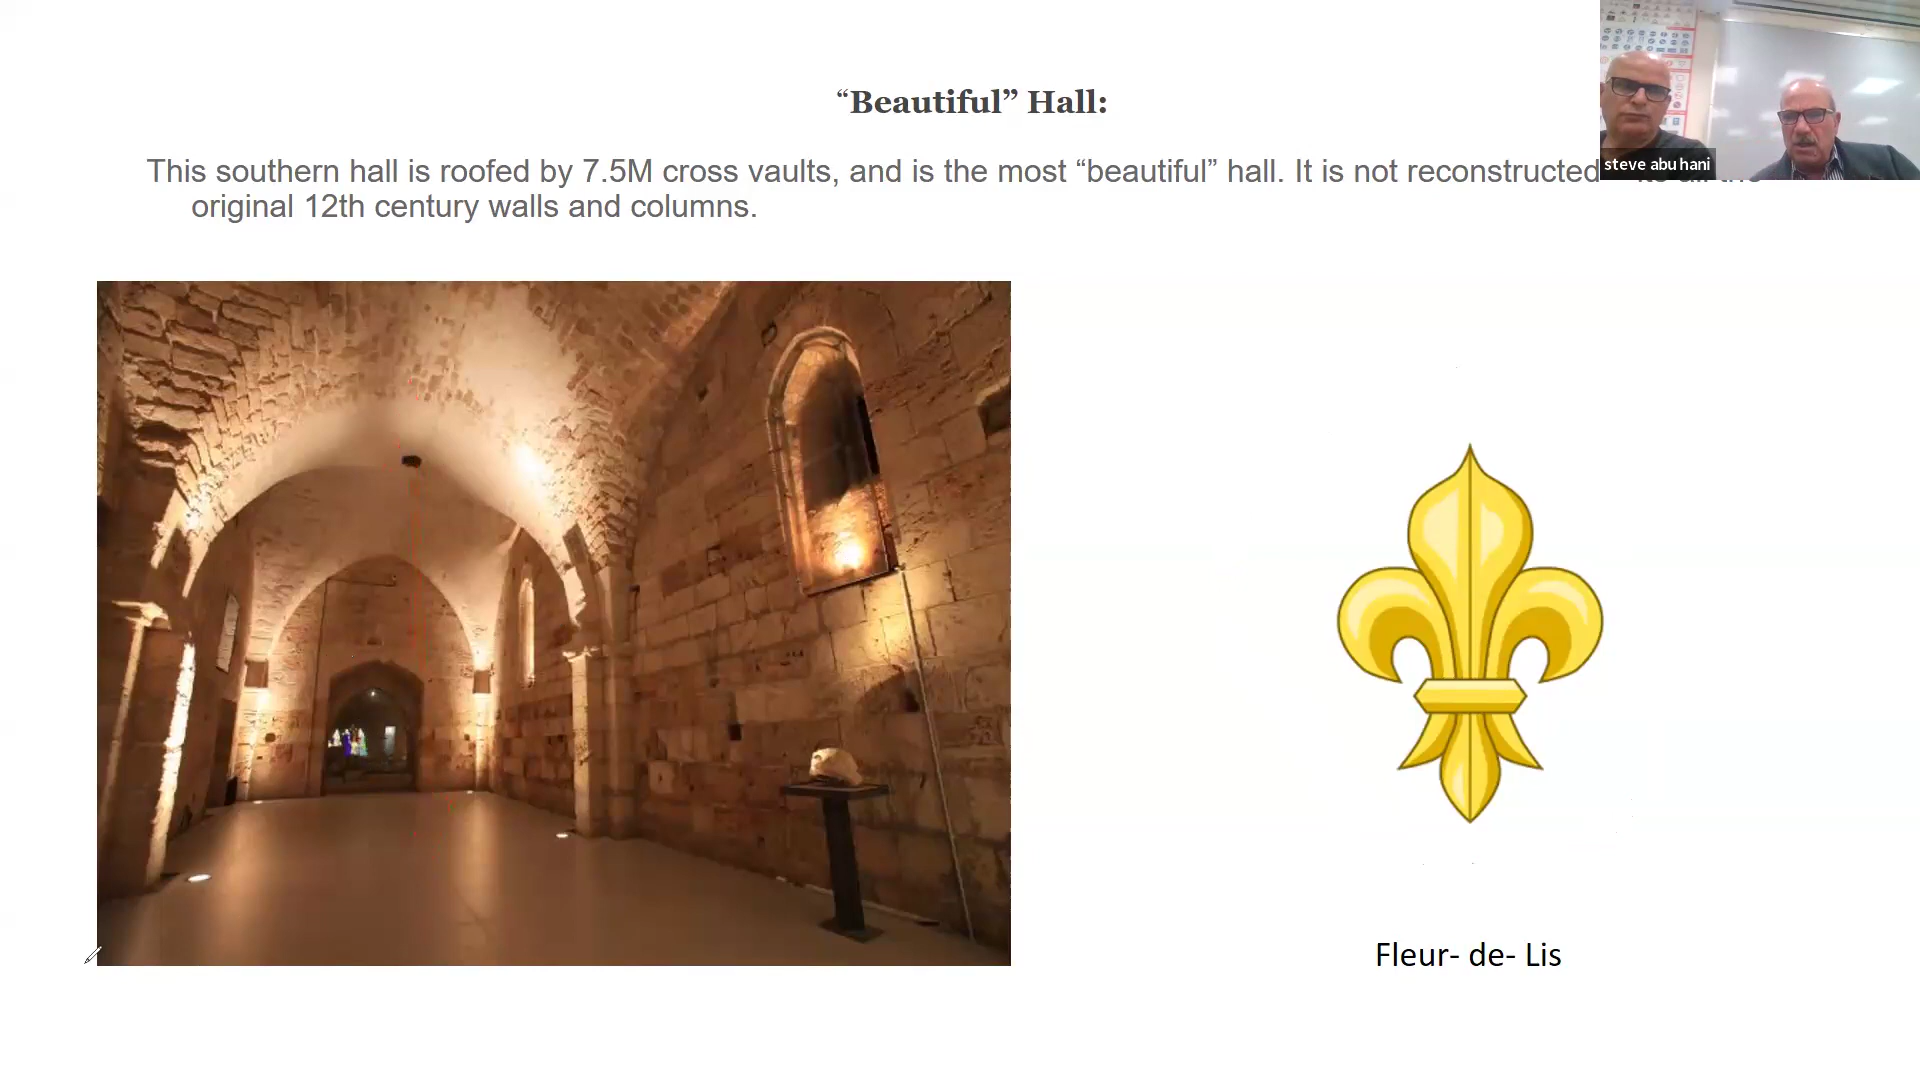 “Beautiful” Hall:
This southern hall is roofed by 7.5M cross vaults, and is the most “beautiful” hall. It is not reconstructed
original 12th century walls and columns.
steve abu hani
Fleur- de- Lis